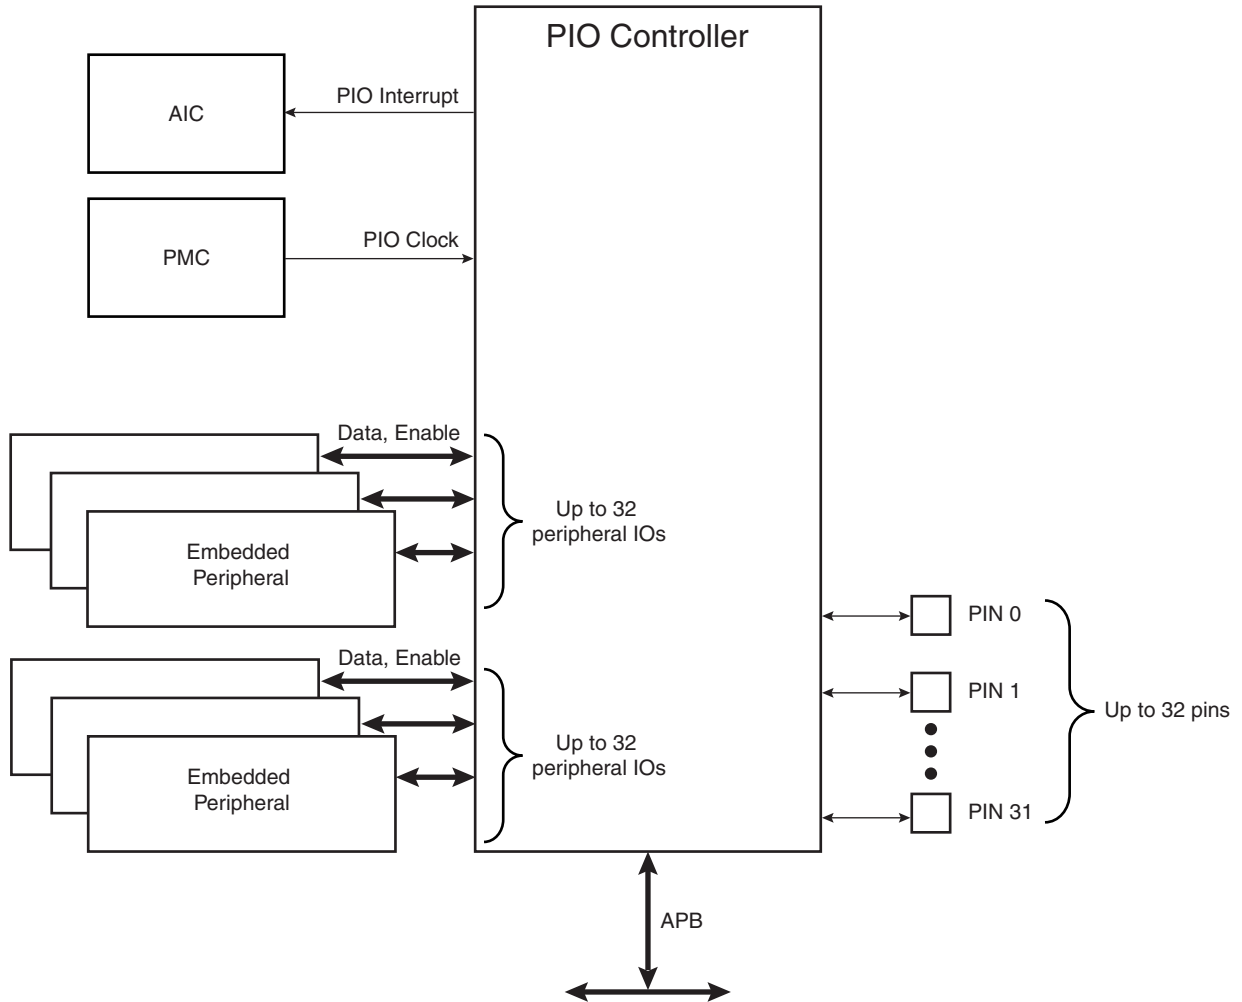 PIO Controller
PIO Interrupt
AIC
PIO Clock
PMC
Data, Enable
Up to 32
peripheral IOs
Embedded
Peripheral
PIN 0
Data, Enable
PIN 1
Up to 32 pins
Up to 32
peripheral IOs
Embedded
Peripheral
PIN 31
APB